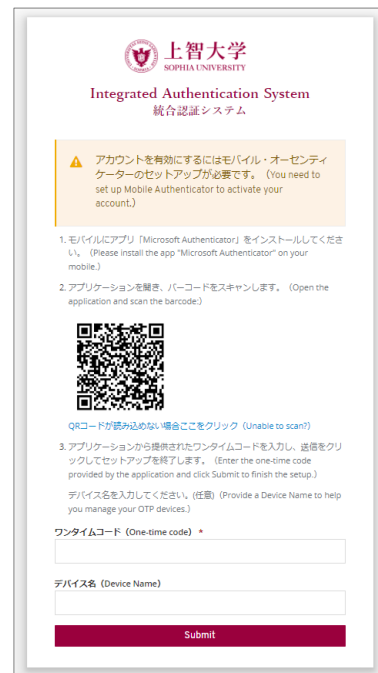 上智大学
SOPHIA UNIVERSITY
Integrated Authentication System
統合認証システム
アカウントを有効にするにはモバイル・オーセンティ
ケーターのセットアップが必要です。（You need to
set up Mobile Authenticator to activate your
account.）
1. モバイルにアプリ「Microsoft Authenticator」をインストールしてくださ
い。（Please install the app "Microsoft Authenticator" on your
mobile.）
2. アプリケーションを開き、バーコードをスキャンします。（Open the
application and scan the barcode:）
QRコードが読み込めない場合ここをクリック（Unable to scan?）
3. アプリケーションから提供されたワンタイムコードを入力し、送信をクリ
ックしてセットアップを終了します。（Enter the one-time code
provided by the application and click Submit to finish the setup.）
デバイス名を入力してください。(任意)（Provide a Device Name to help
you manage your OTP devices.）
ワンタイムコード（One-time code） *
デバイス名（Device Name）
Submit